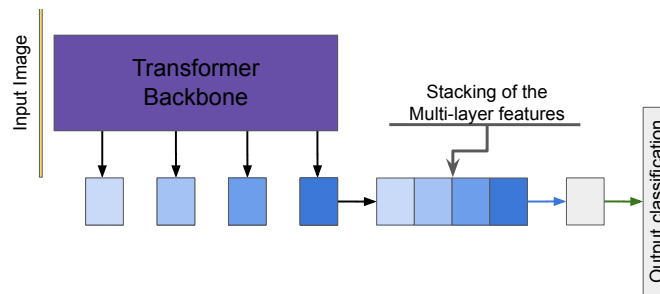 Input Image
Transformer
Backbone
Stacking of the
Multi-layer features
Output classification